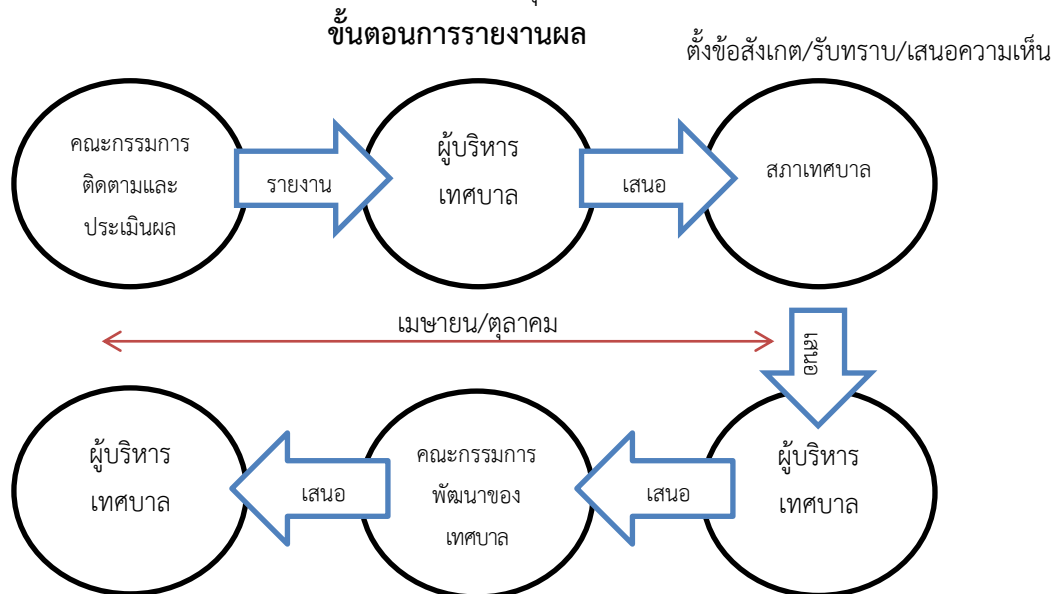 ขั้นตอนการรายงานผล
ตั้งข้อสังเกต/รับทราบ/เสนอความเห็น
คณะกรรมการ
ติดตามและ
ประเมินผล
รายงาน
ผู้บริหาร
เทศบาล
เสนอ
สภาเทศบาล
เมษายน/ตุลาคม
เสนอ
ผู้บริหาร
เทศบาล
เสนอ
คณะกรรมการ
พัฒนาของ
เทศบาล
เสนอ
ผู้บริหาร
เทศบาล